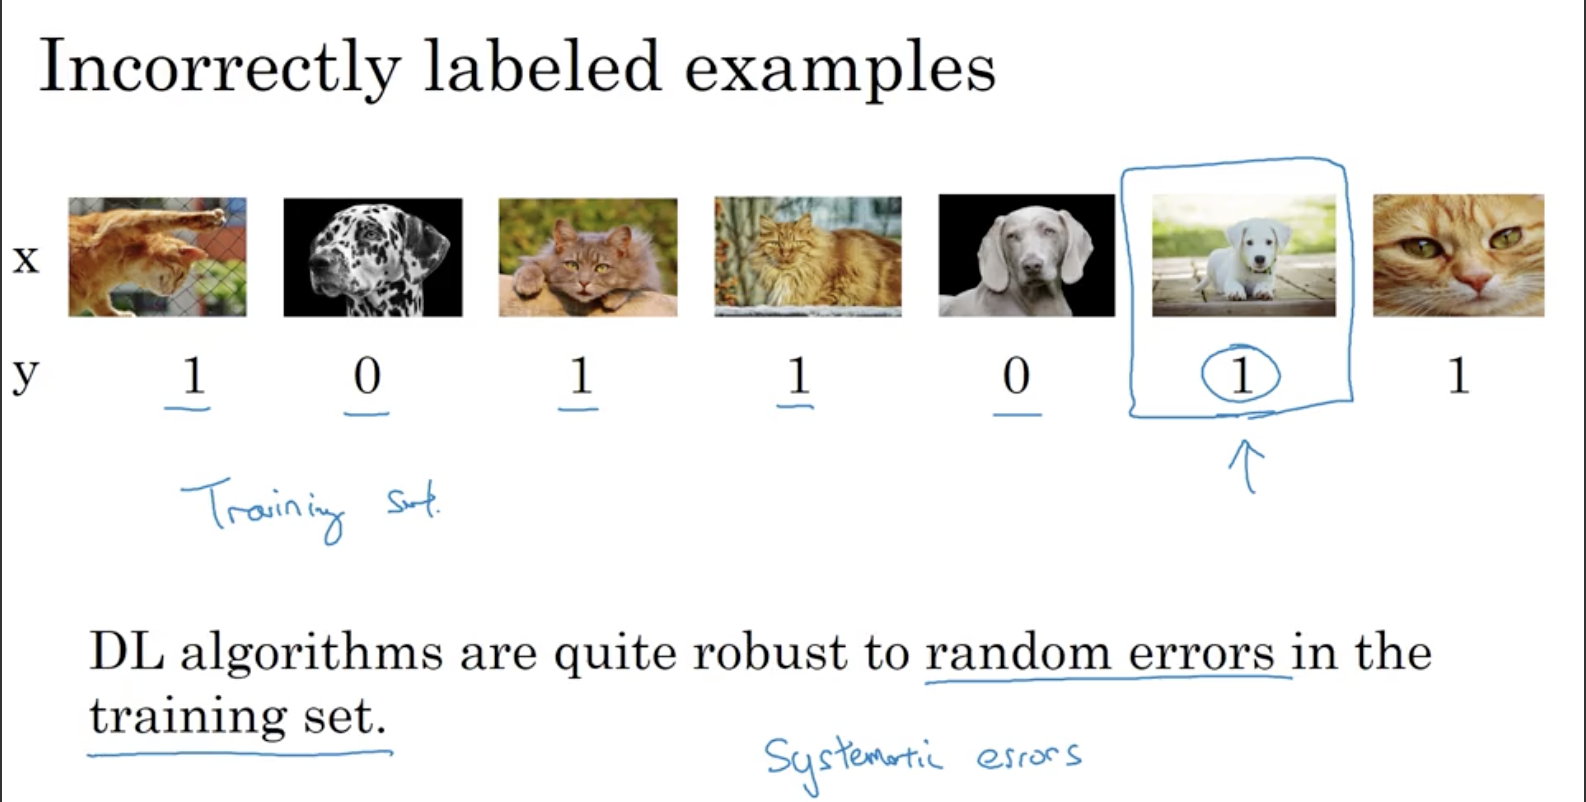 Incorrectly labeled examples
x
y 1 0 1 1 0 1 1
Training set.
DL algorithms are quite robust to random errors in the
training set.
Systematic errors